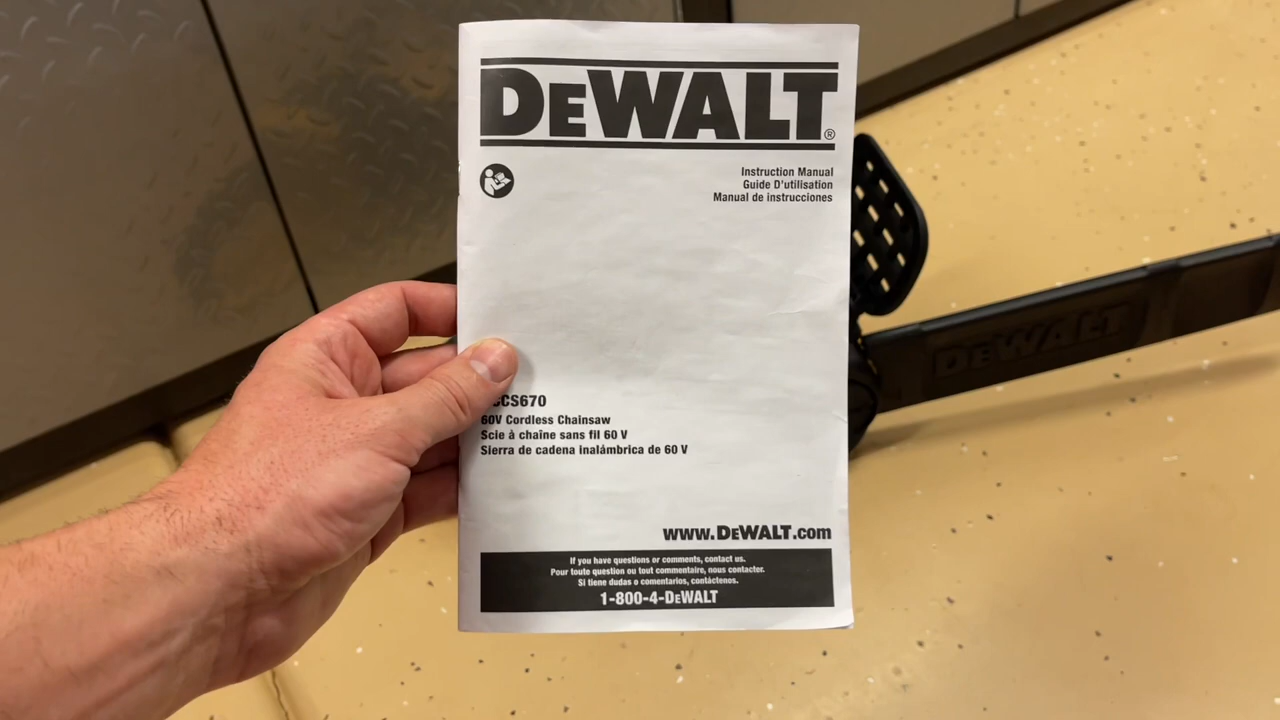 DEWALT®
Instruction Manual
Guide D'utilisation
Manual de instrucciones
CS670
60V Cordless Chainsaw
Scie à chaîne sans fil 60 V
Sierra de cadena inalámbrica de 60 V
www.DEWALT.com
If you have questions or comments, contact us.
Pour toute question ou tout commentaire, nous contacter.
Si tiene dudas o comentarios, contáctenos.
1-800-4-DEWALT
DEWALT